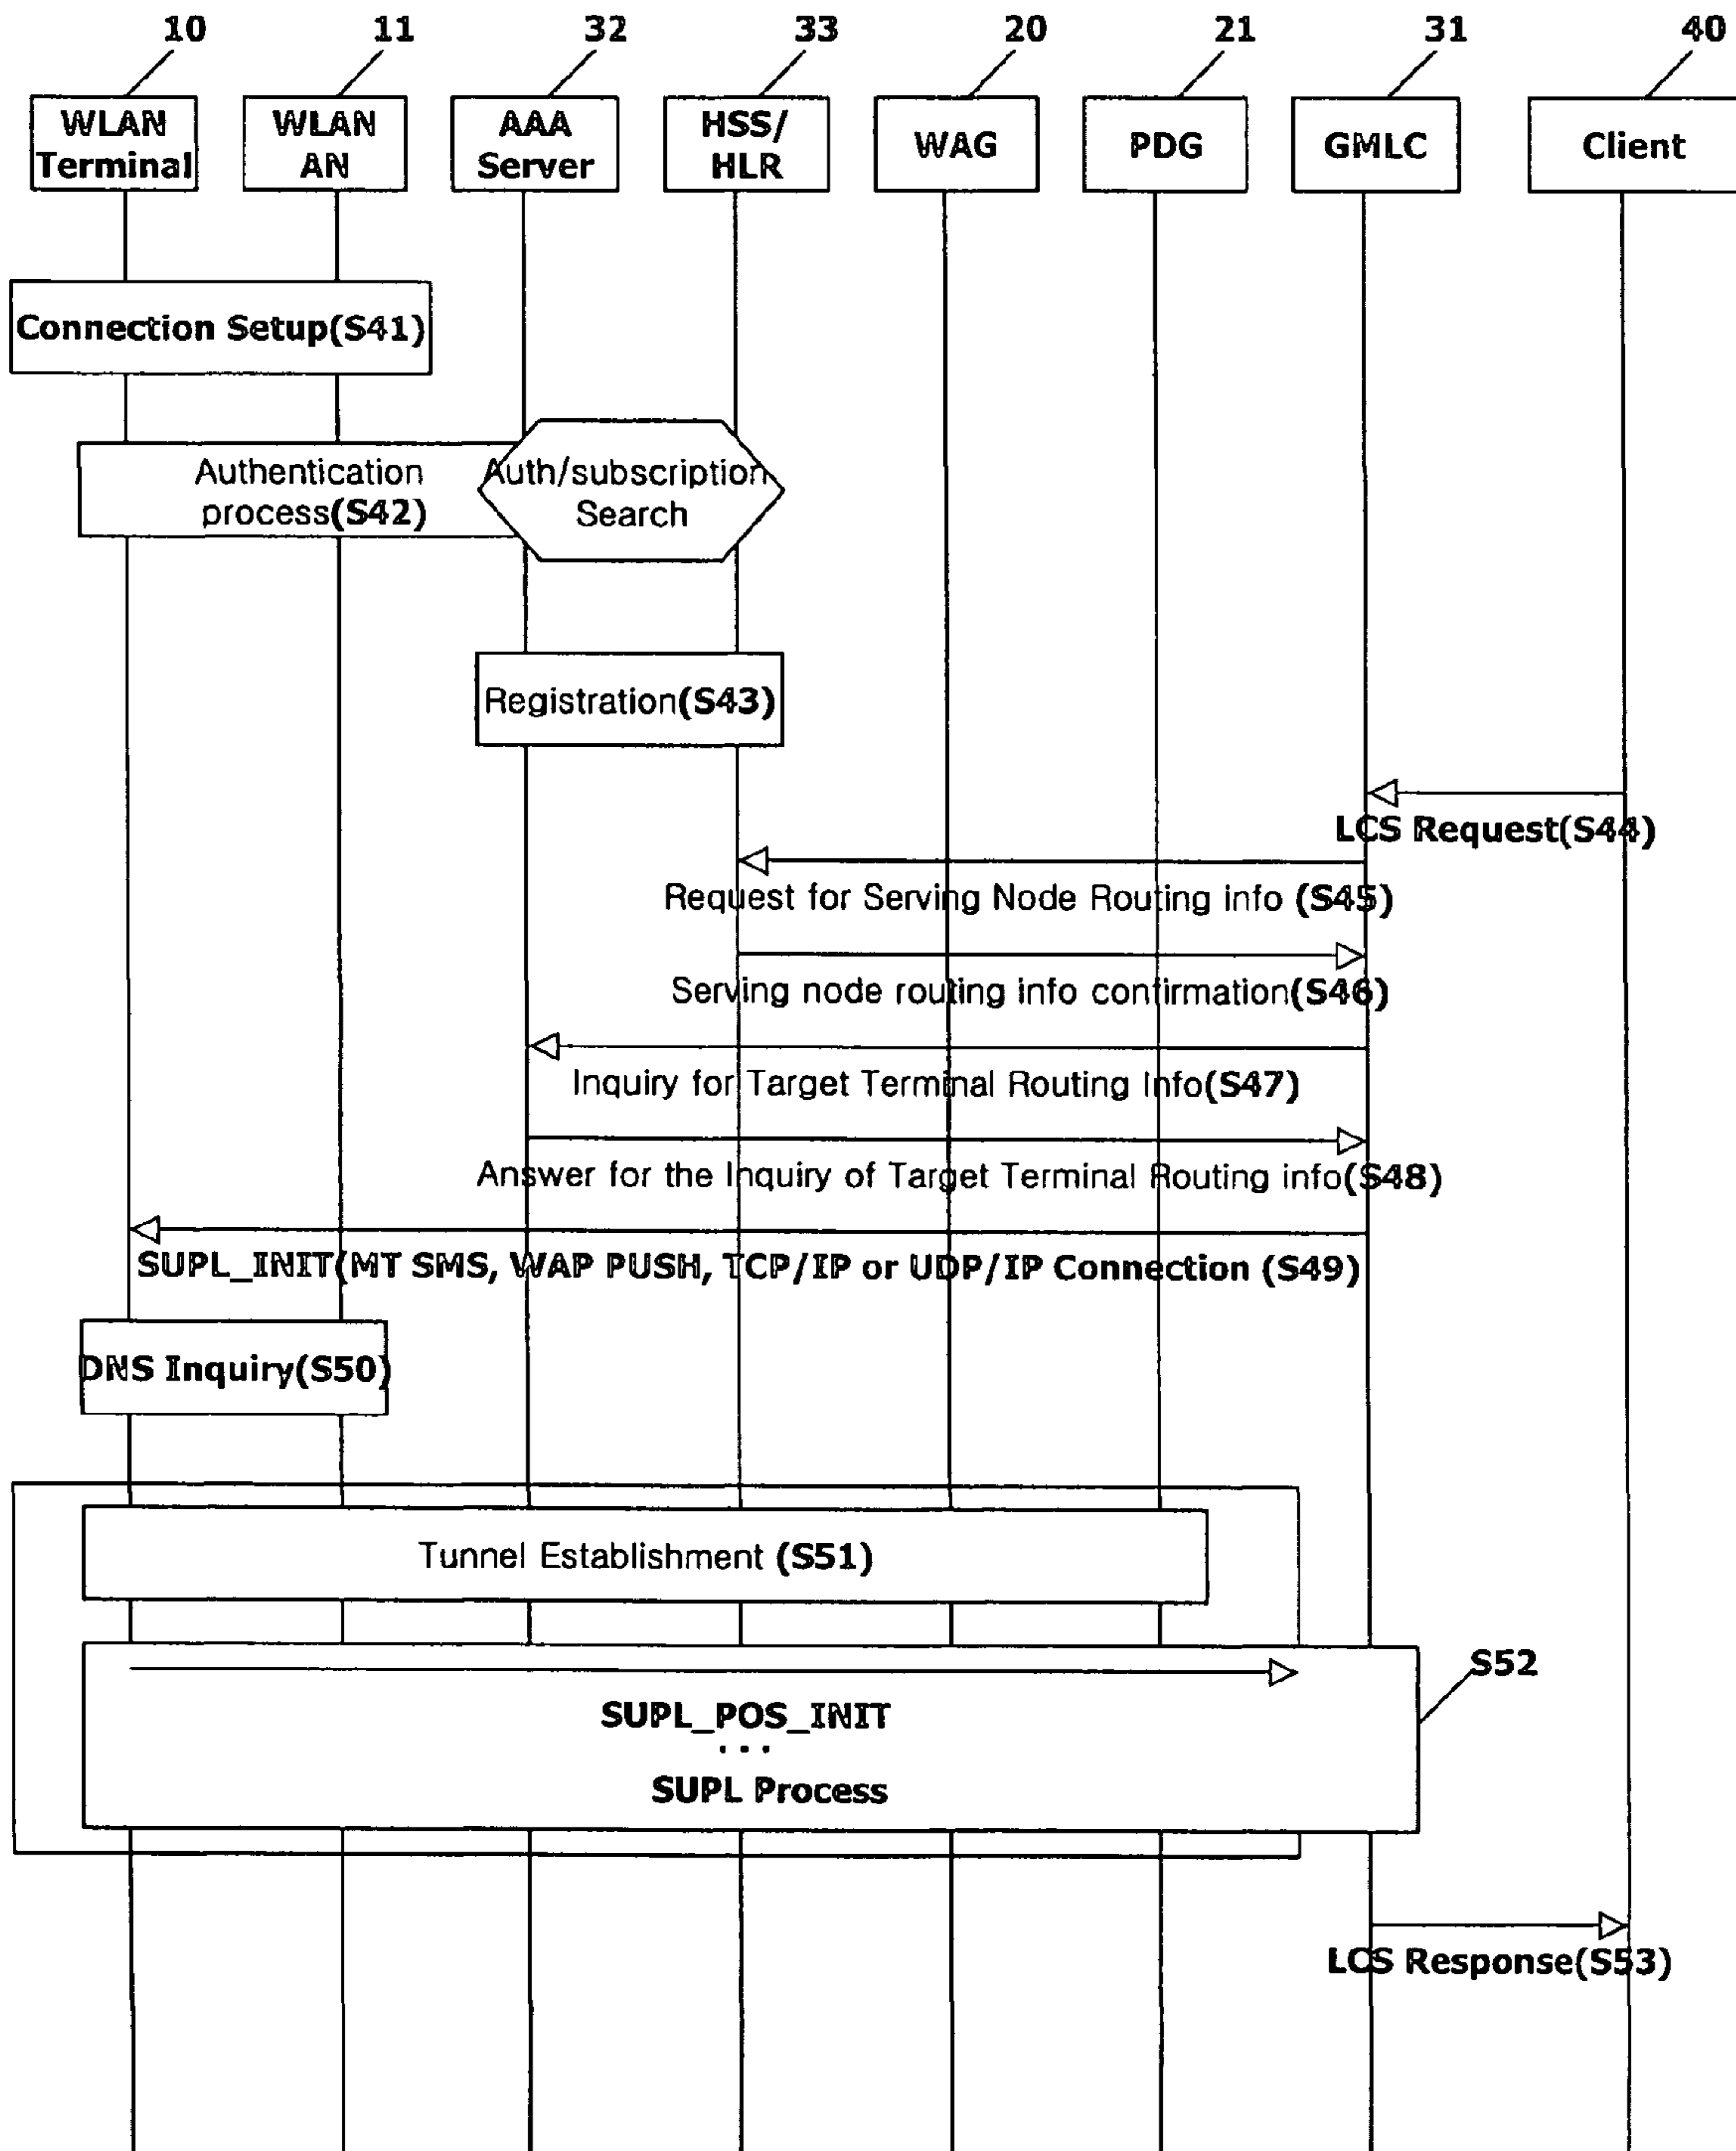 10 11 32 33 20 21 31 40
WLAN
Terminal
WLAN
AN
AAA
Server
HSS/
HLR
WAG
PDG
GMLC
Client
Connection Setup(S41)
Authentication
process(S42)
Auth/subscription
Search
Registration(S43)
LCS Request(S44)
Request for Serving Node Routing info (S45)
Serving node routing info confirmation(S46)
Inquiry for Target Terminal Routing Info(S47)
Answer for the Inquiry of Target Terminal Routing info(S48)
SUPL_INIT(MT SMS, WAP PUSH, TCP/IP or UDP/IP Connection (S49)
DNS Inquiry(S50)
Tunnel Establishment (S51)
S52
SUPL_POS_INIT
...
SUPL Process
LCS Response(S53)